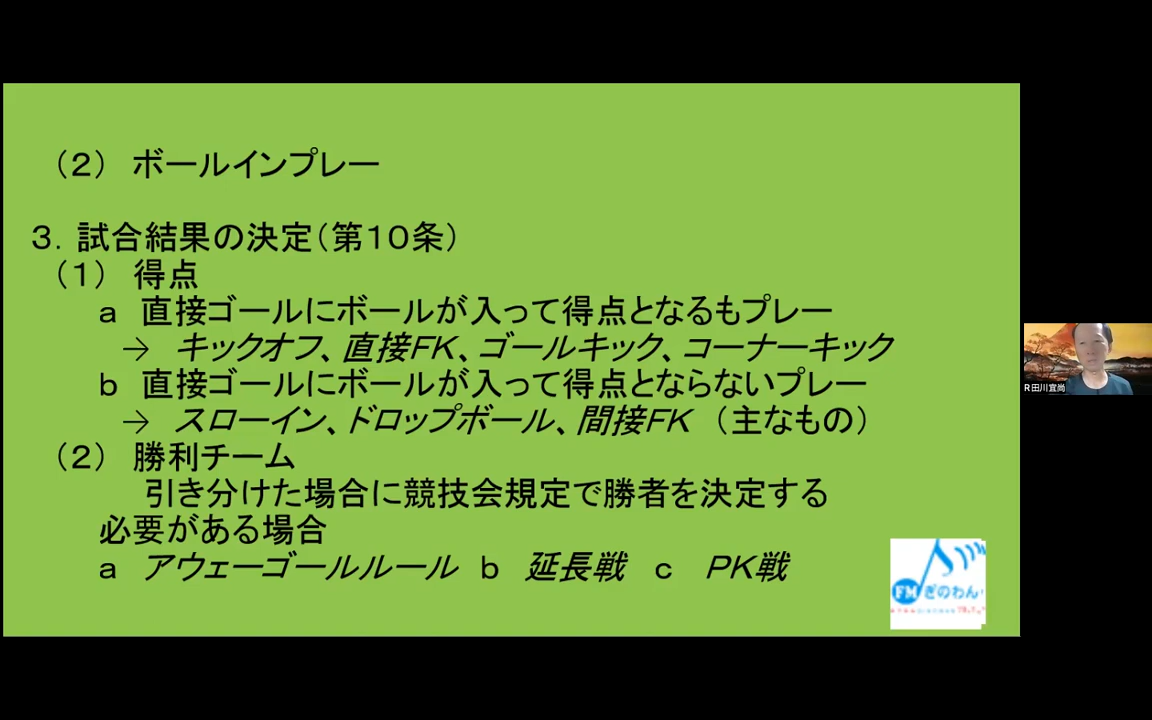 （２） ボールインプレー
３．試合結果の決定（第１０条）
（１） 得点
a 直接ゴールにボールが入って得点となるもプレー
→ キックオフ、直接FK、ゴールキック、コーナーキック
b 直接ゴールにボールが入って得点とならないプレー
→ スローイン、ドロップボール、間接FK （主なもの）
（２） 勝利チーム
引き分けた場合に競技会規定で勝者を決定する
必要がある場合
a アウェーゴールルール b 延長戦 c PK戦
FM ぎのわん
R田川宜尚